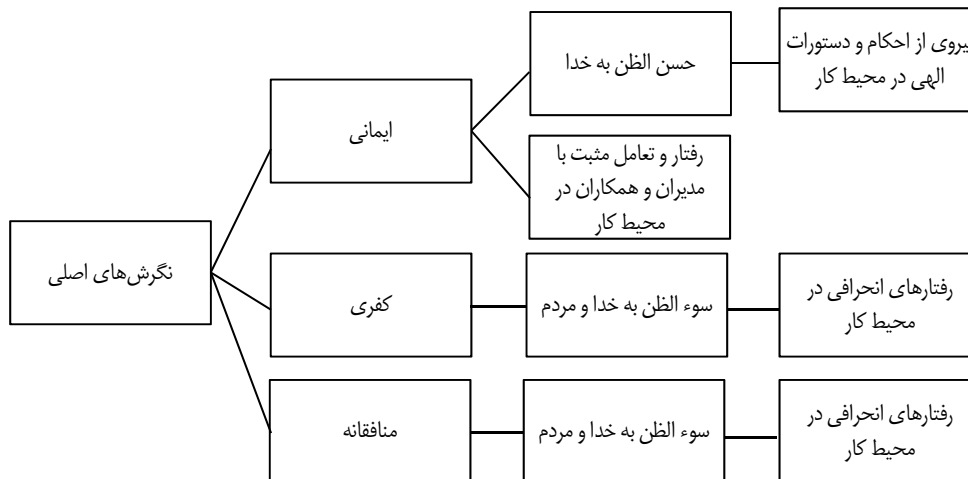 نگرش‌های اصلی
ایمانی
حسن الظن به خدا
پیروی از احکام و دستورات
الهی در محیط کار
رفتار و تعامل مثبت با
مدیران و همکاران در
محیط کار
کفری
سوء الظن به خدا و مردم
رفتارهای انحرافی در
محیط کار
منافقانه
سوء الظن به خدا و مردم
رفتارهای انحرافی در
محیط کار